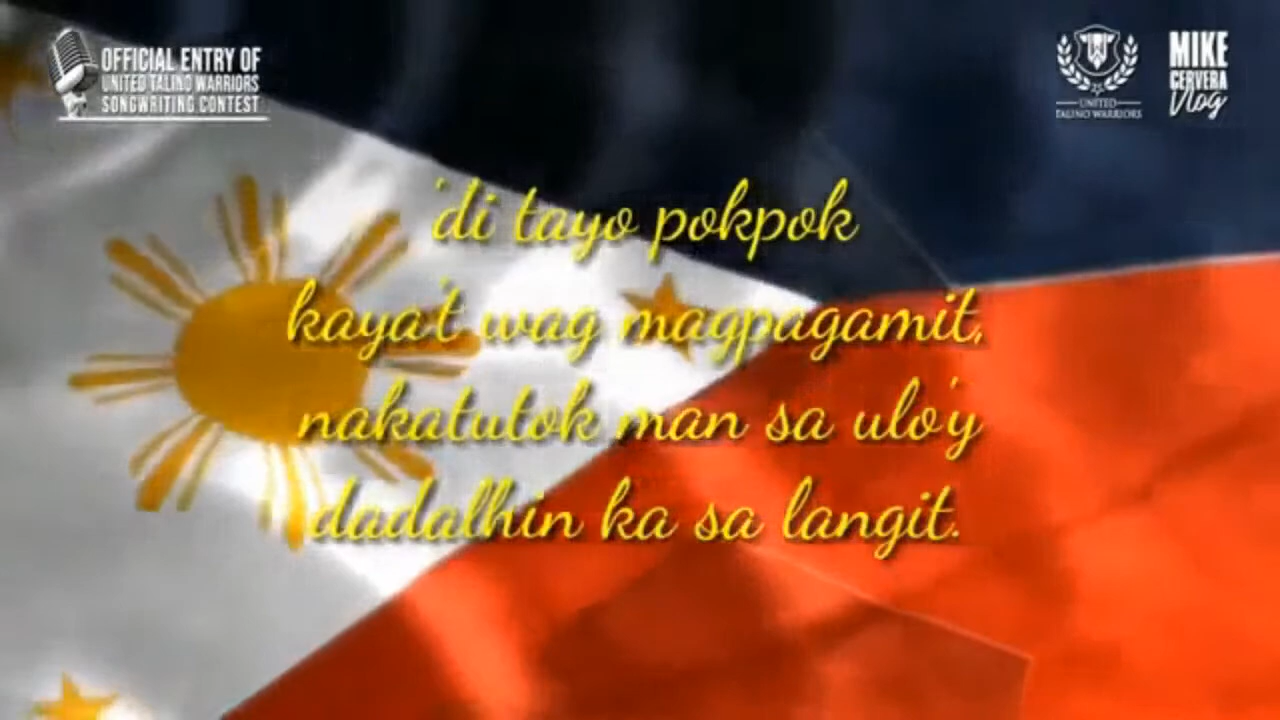 OFFICIAL ENTRY OF
UNITED TALINO WARRIORS
SONGWRITING CONTEST
UNITED
TALINO WARRIORS
MIKE
CERVERA
Vlog
'di tayo pokpok
kaya't wag magpagamit,
nakatutok man sa ulo'y
dadalhin ka sa langit.